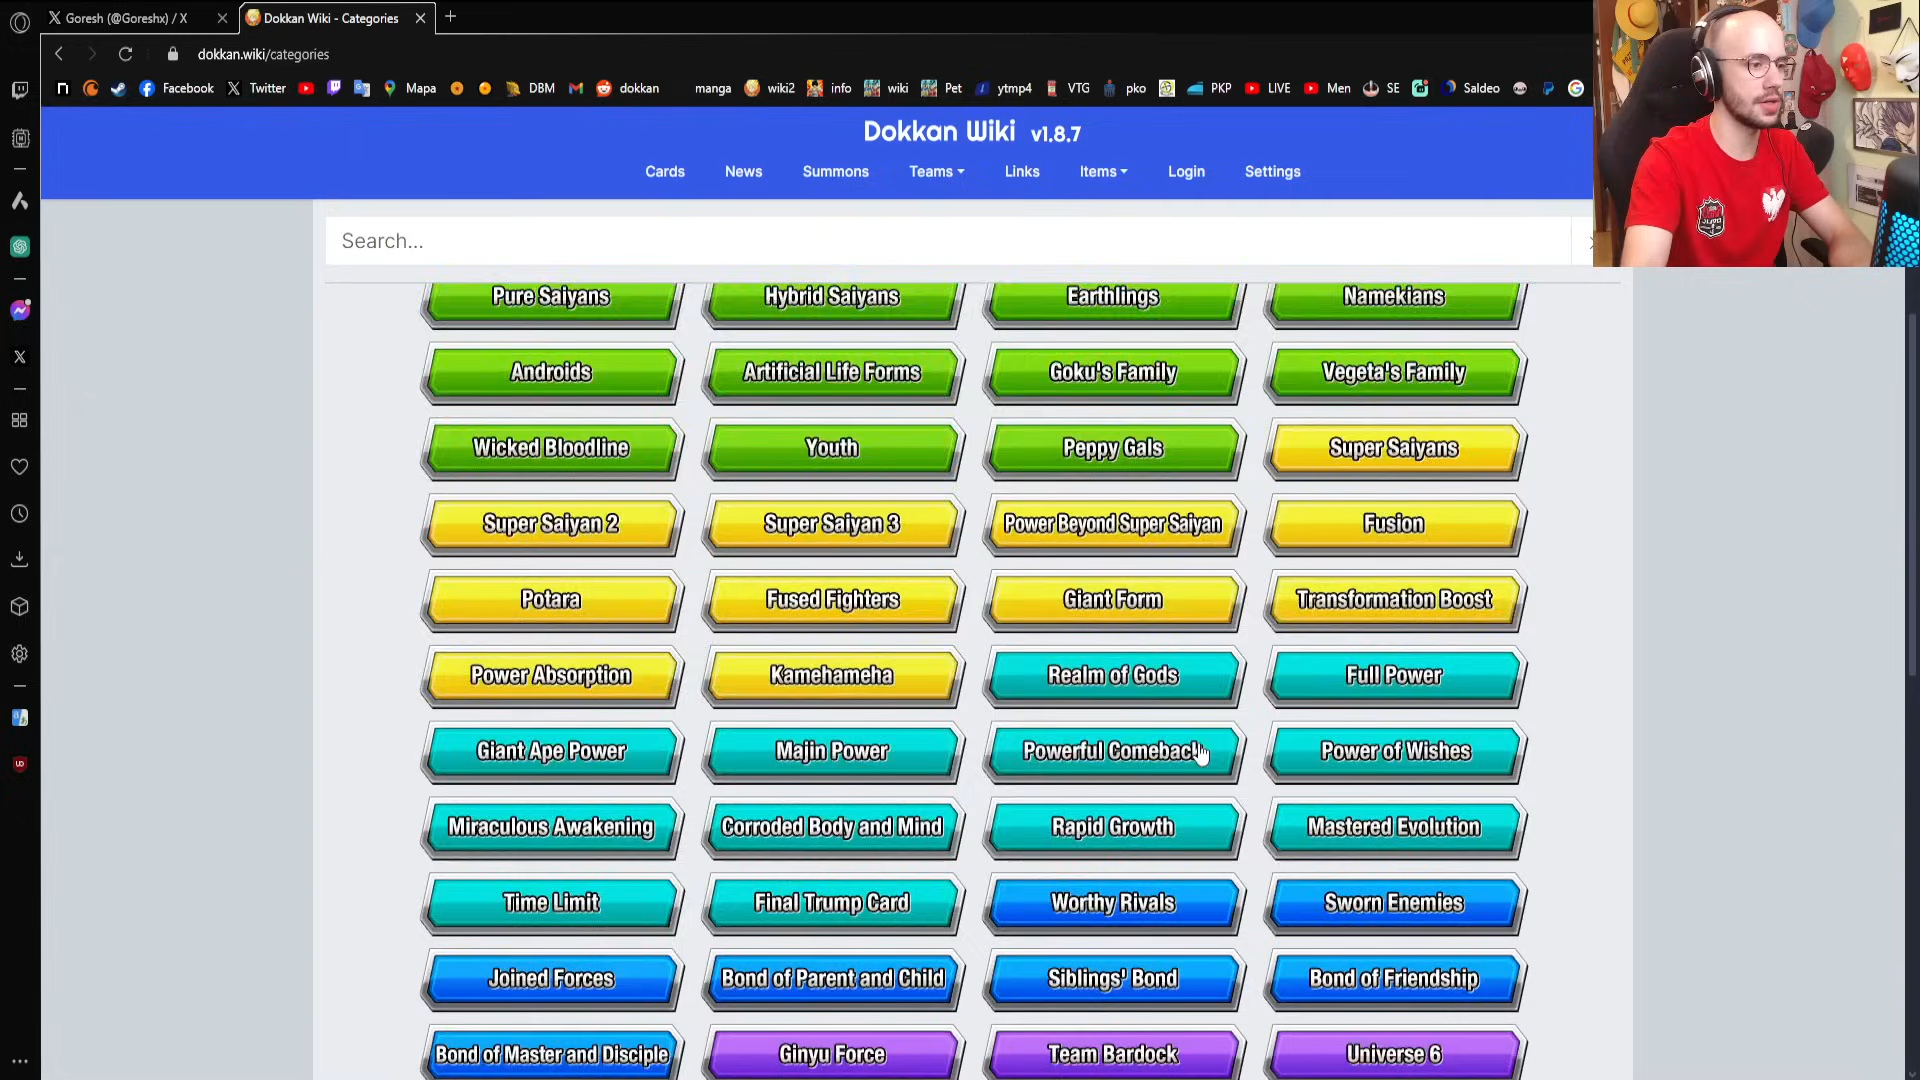 Goresh (@Goreshx) / X
Dokkan Wiki - Categories
dokkan.wiki/categories
Facebook Twitter Mapa DBM dokkan manga wiki2 info wiki Pet ytmp4 VTG pko PKP LIVE Men SE Saldeo
Dokkan Wiki v1.8.7
Cards News Summons Teams Links Items Login Settings
Search...
Pure Saiyans Hybrid Saiyans Earthlings Namekians
Androids Artificial Life Forms Goku's Family Vegeta's Family
Wicked Bloodline Youth Peppy Gals Super Saiyans
Super Saiyan 2 Super Saiyan 3 Power Beyond Super Saiyan Fusion
Potara Fused Fighters Giant Form Transformation Boost
Power Absorption Kamehameha Realm of Gods Full Power
Giant Ape Power Majin Power Powerful Comeback Power of Wishes
Miraculous Awakening Corroded Body and Mind Rapid Growth Mastered Evolution
Time Limit Final Trump Card Worthy Rivals Sworn Enemies
Joined Forces Bond of Parent and Child Siblings' Bond Bond of Friendship
Bond of Master and Disciple Ginyu Force Team Bardock Universe 6